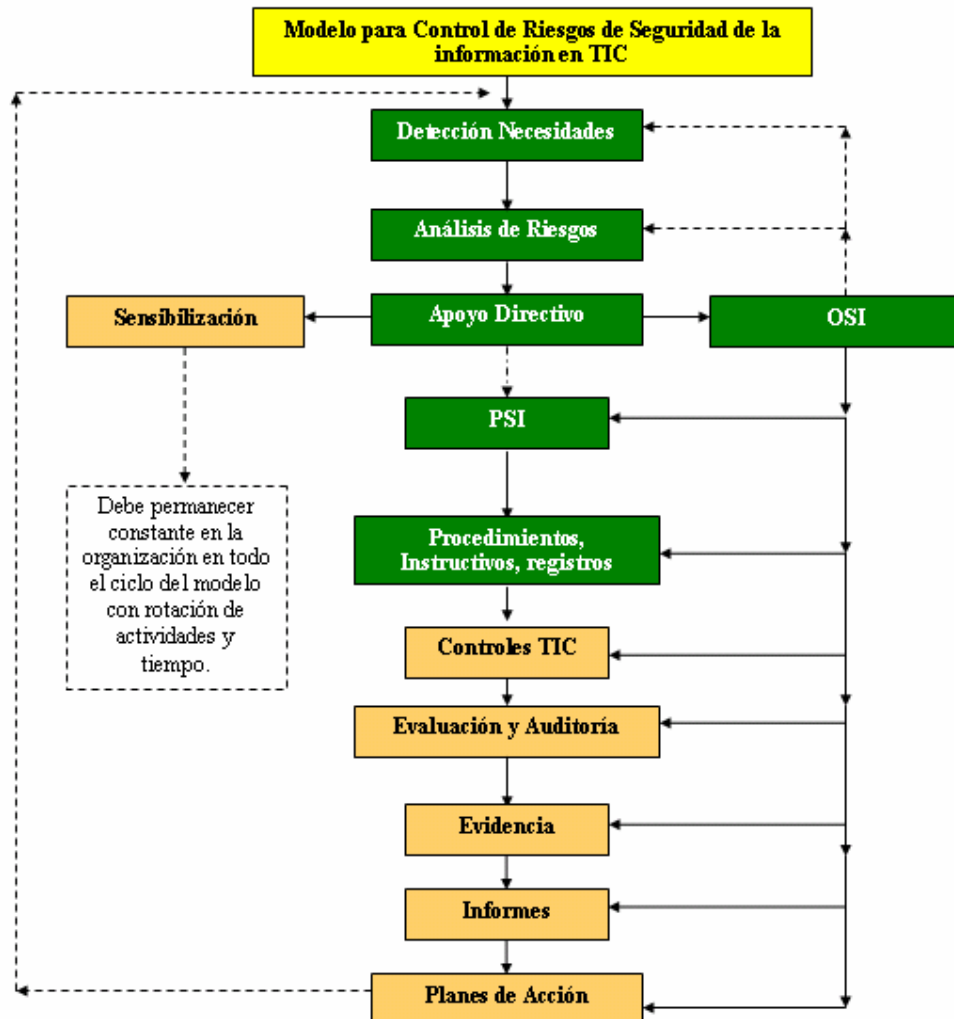 Modelo para Control de Riesgos de Seguridad de la
información en TIC
Detección Necesidades
Análisis de Riesgos
Sensibilización
Apoyo Directivo
OSI
PSI
Debe permanecer
constante en la
organización en todo
el ciclo del modelo
con rotación de
actividades y
tiempo.
Procedimientos,
Instructivos, registros
Controles TIC
Evaluación y Auditoría
Evidencia
Informes
Planes de Acción